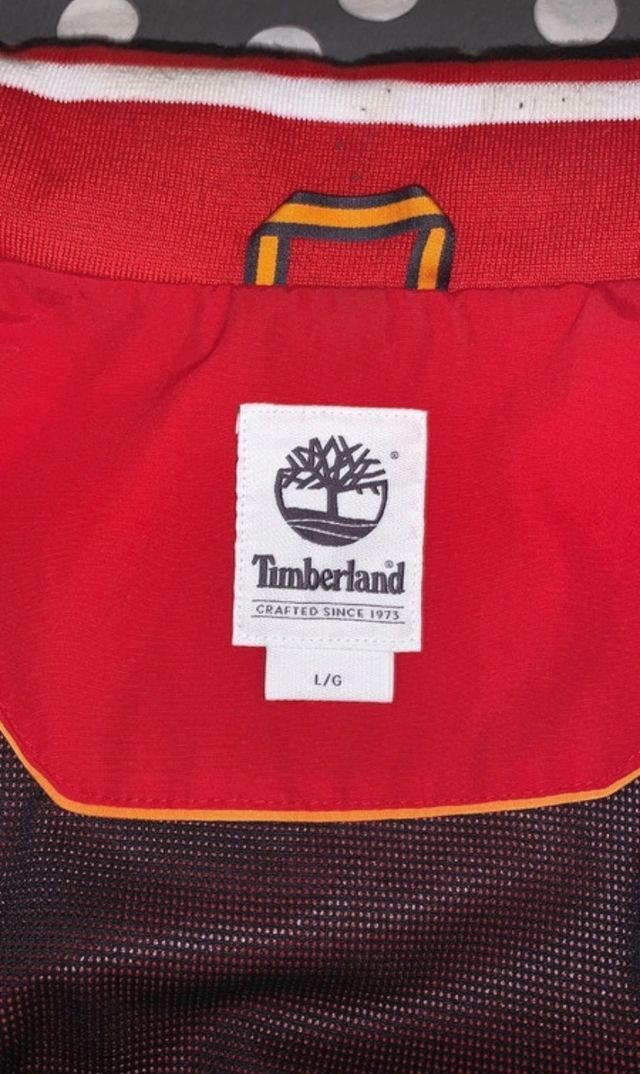 ®
Timberland®
CRAFTED SINCE 1973
L/G